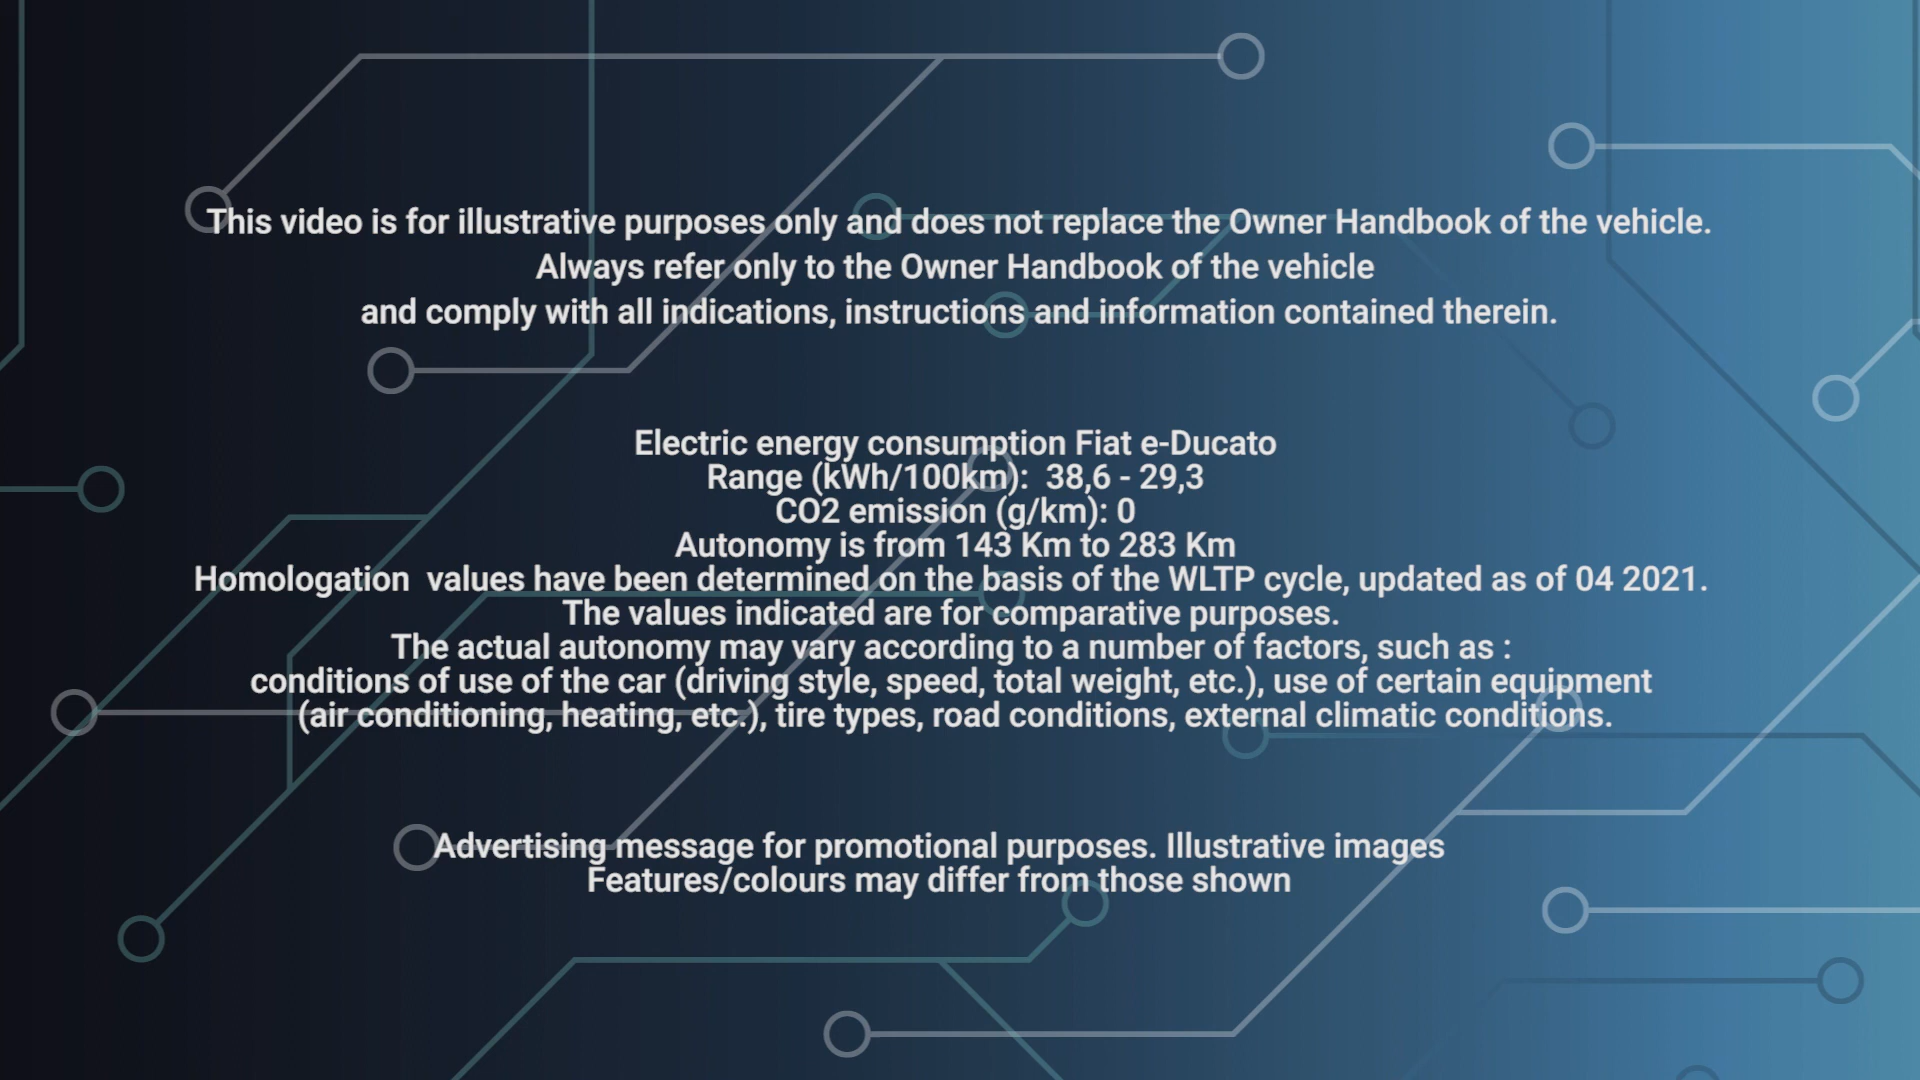 This video is for illustrative purposes only and does not replace the Owner Handbook of the vehicle.
Always refer only to the Owner Handbook of the vehicle
and comply with all indications, instructions and information contained therein.
Electric energy consumption Fiat e-Ducato
Range (kWh/100km):  38,6 - 29,3
CO2 emission (g/km): 0
Autonomy is from 143 Km to 283 Km
Homologation  values have been determined on the basis of the WLTP cycle, updated as of 04 2021.
The values indicated are for comparative purposes.
The actual autonomy may vary according to a number of factors, such as :
conditions of use of the car (driving style, speed, total weight, etc.), use of certain equipment
(air conditioning, heating, etc.), tire types, road conditions, external climatic conditions.
Advertising message for promotional purposes. Illustrative images
Features/colours may differ from those shown